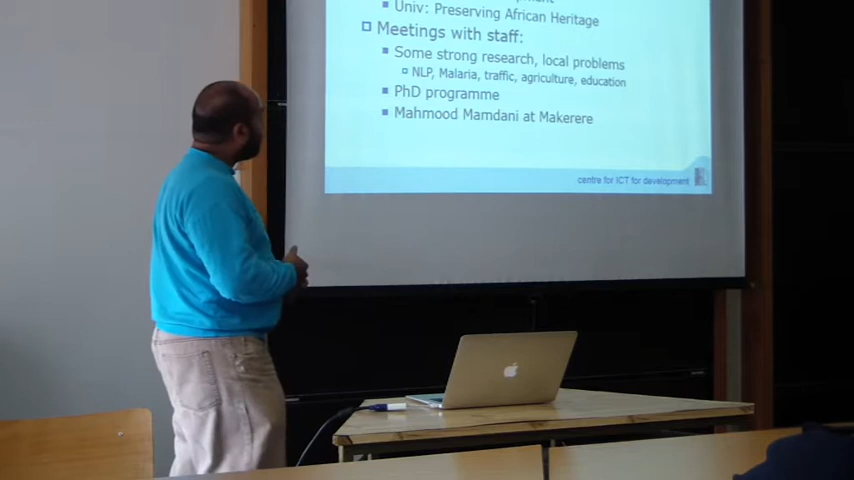 Univ: Preserving African Heritage
Meetings with staff:
Some strong research, local problems
NLP, Malaria, traffic, agriculture, education)
PhD programme
Mahmood Mamdani at Makerere
centre for ICT for development